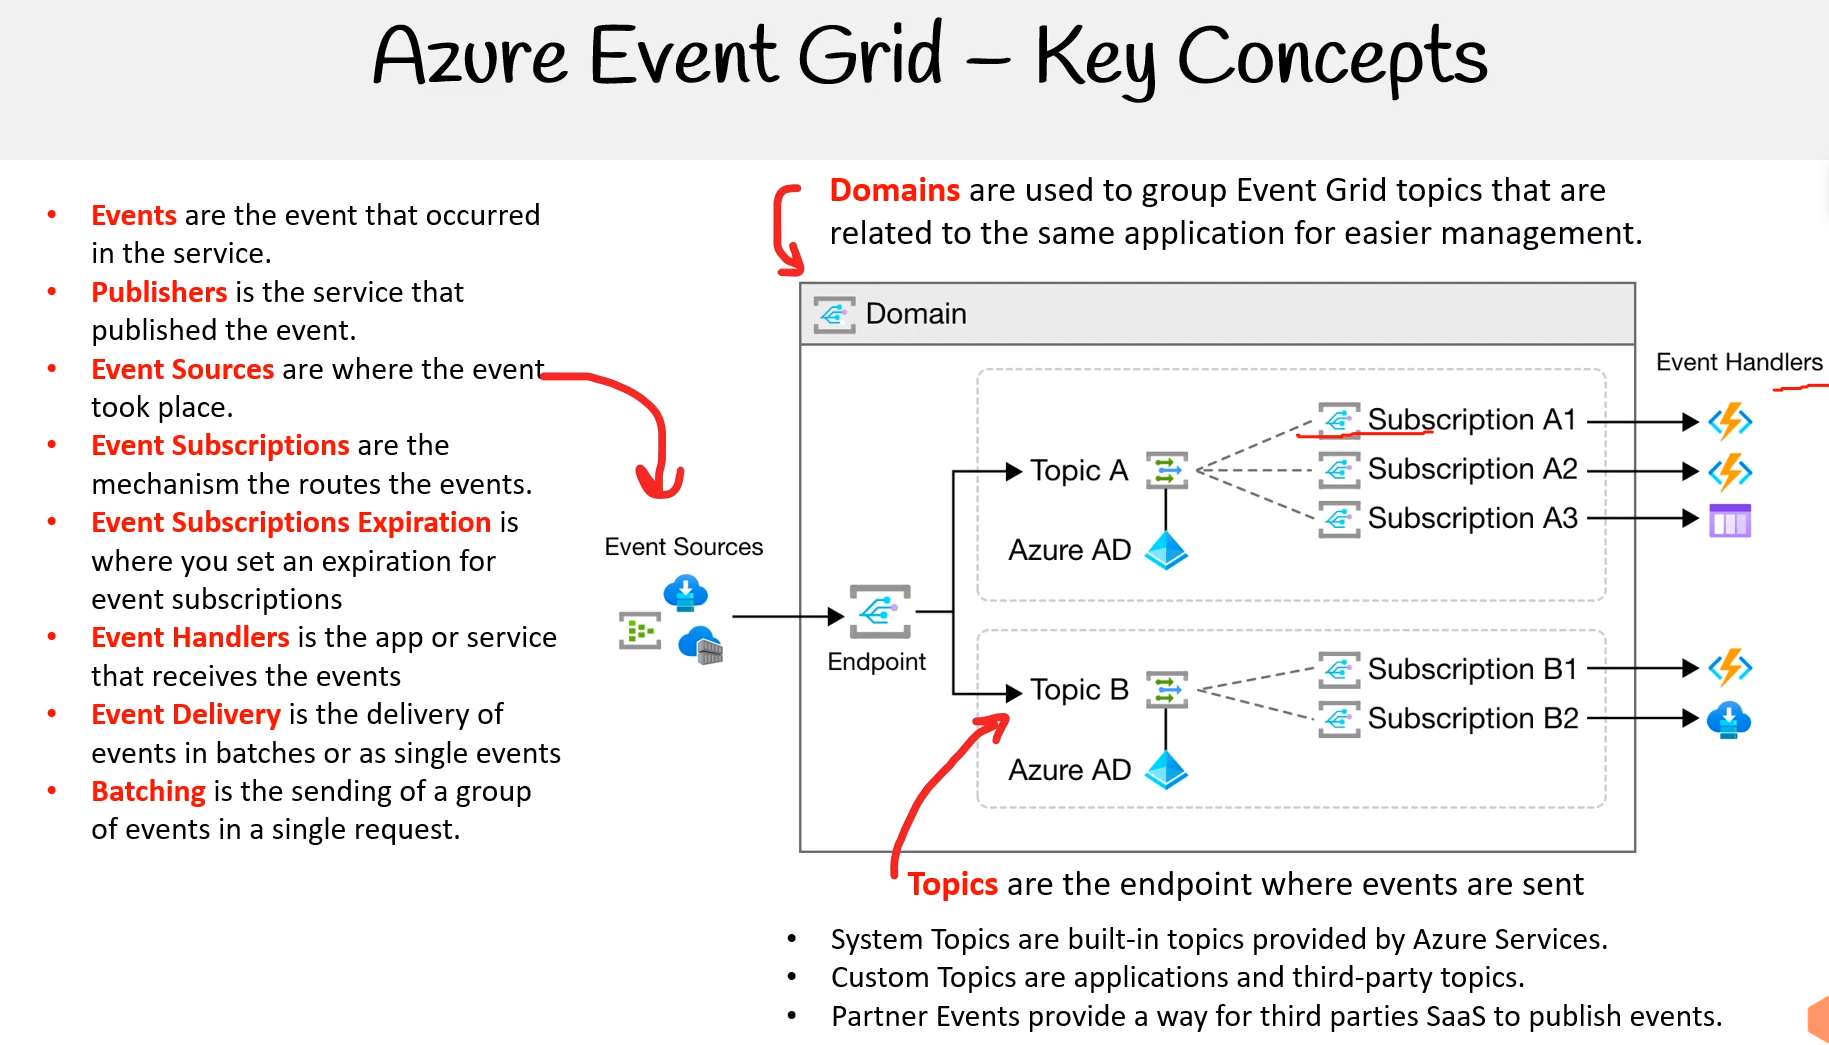 Azure Event Grid – Key Concepts
• Events are the event that occurred
in the service.
• Publishers is the service that
published the event.
• Event Sources are where the event
took place.
• Event Subscriptions are the
mechanism the routes the events.
• Event Subscriptions Expiration is
where you set an expiration for
event subscriptions
• Event Handlers is the app or service
that receives the events
• Event Delivery is the delivery of
events in batches or as single events
• Batching is the sending of a group
of events in a single request.
Domains are used to group Event Grid topics that are
related to the same application for easier management.
Domain
Event Sources
Endpoint
Topic A
Azure AD
Subscription A1
Subscription A2
Subscription A3
Topic B
Azure AD
Subscription B1
Subscription B2
Event Handlers
Topics are the endpoint where events are sent
• System Topics are built-in topics provided by Azure Services.
• Custom Topics are applications and third-party topics.
• Partner Events provide a way for third parties SaaS to publish events.